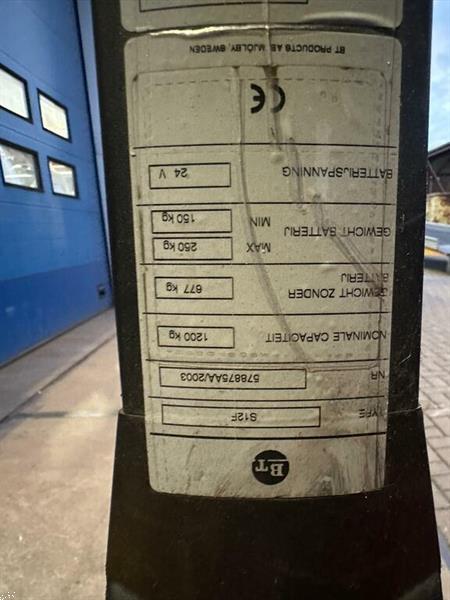 BT
TYPE S12F
NR 578875AA/2003
NOMINALE CAPACITEIT 1200 kg
GEWICHT ZONDER
BATTERIJ 677 kg
GEWICHT BATTERIJ MAX 250 kg
MIN 150 kg
BATTERIJSPANNING 24 V
CE
BT PRODUCTS AB MJÖLBY, SWEDEN